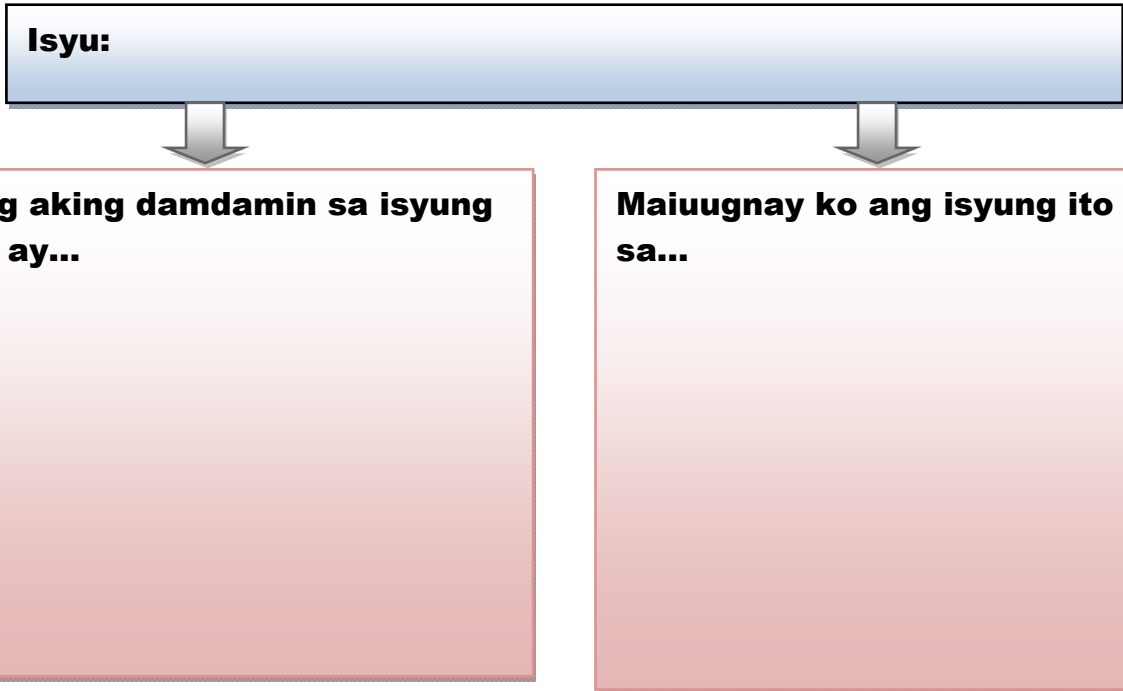 Isyu:
g aking damdamin sa isyung
ay...
Maiuugnay ko ang isyung ito
sa...